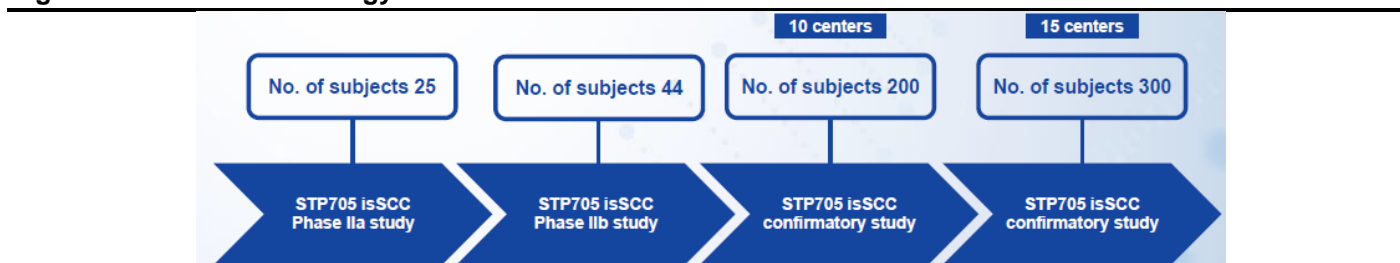 10 centers
15 centers
No. of subjects 25
No. of subjects 44
No. of subjects 200
No. of subjects 300
STP705 isSCC
Phase IIa study
STP705 isSCC
Phase IIb study
STP705 isSCC
confirmatory study
STP705 isSCC
confirmatory study